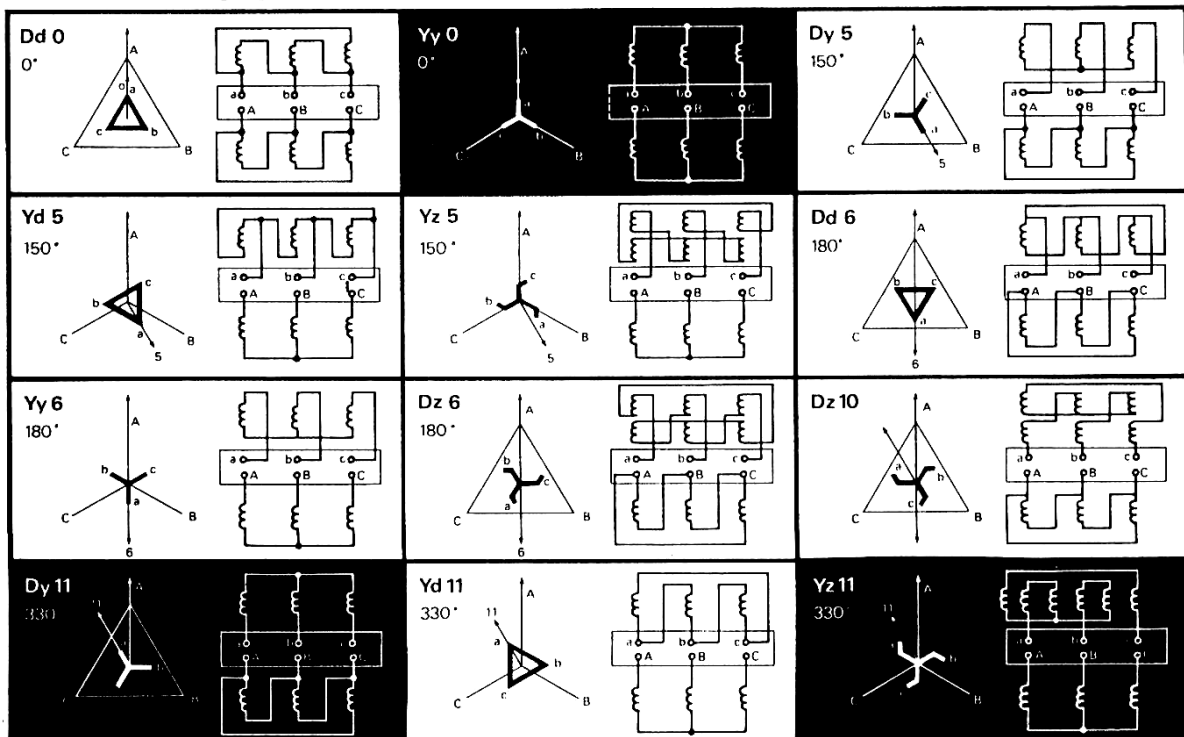 Dd 0
0°
A
o
a
c b
C B
a b c
A B C
Yy 0
0°
A
a
b
C B
a b c
A B C
Dy 5
150°
A
c
b
a
C B
5
a b c
A B C
Yd 5
150°
A
c
b
a
C B
5
a b c
A B C
Yz 5
150°
A
c
b
a
C B
5
a b c
A B C
Dd 6
180°
A
b c
a
C B
6
a b c
A B C
Yy 6
180°
A
b c
a
C B
6
a b c
A B C
Dz 6
180°
A
b
c
a
C B
6
a b c
A B C
Dz 10
A
a
b
c
C B
a b c
A B C
Dy 11
330
A
11
b
C B
b
A B C
Yd 11
330°
A
11
a
b
c
C B
a b c
A B C
Yz 11
330°
A
11
b
C B
a b
A B